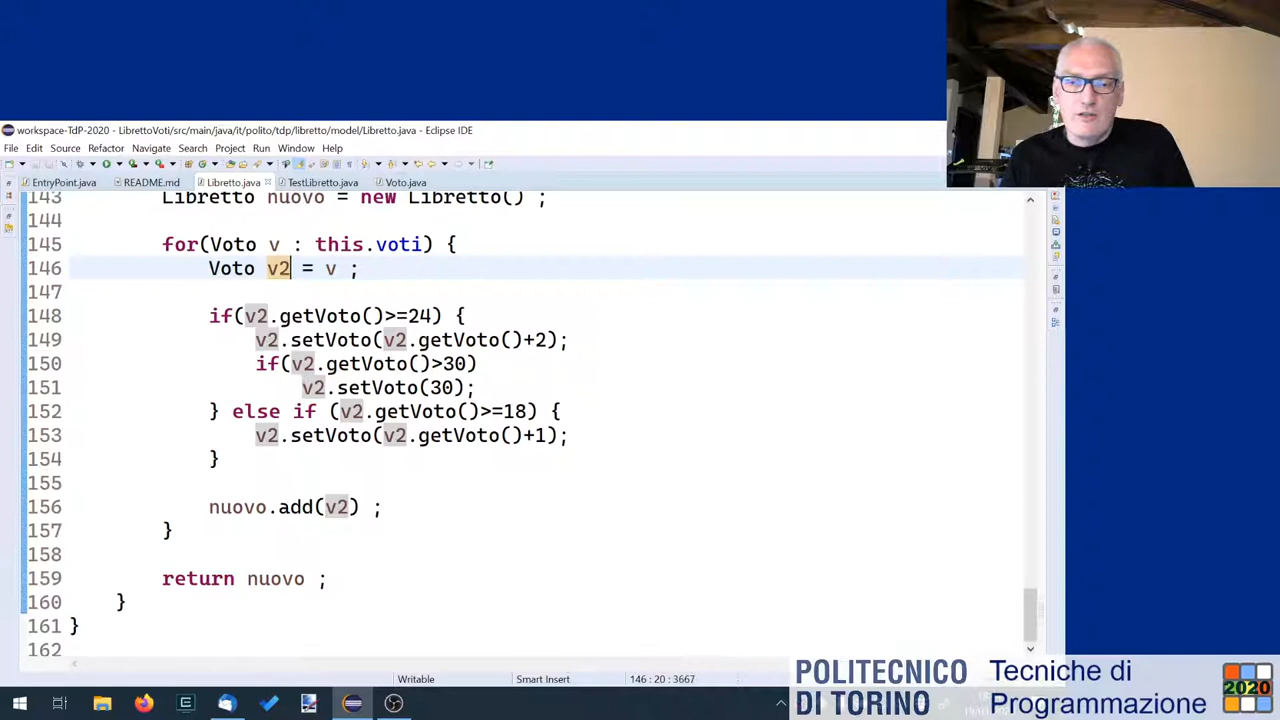 workspace-TdP-2020 - LibrettoVoti/src/main/java/it/polito/tdp/libretto/model/Libretto.java - Eclipse IDE
File Edit Source Refactor Navigate Search Project Run Window Help
EntryPoint.java README.md Libretto.java TestLibretto.java Voto.java
143 Libretto nuovo = new Libretto() ;
144
145 for(Voto v : this.voti) {
146 Voto v2 = v ;
147
148 if(v2.getVoto()>=24) {
149 v2.setVoto(v2.getVoto()+2);
150 if(v2.getVoto()>30)
151 v2.setVoto(30);
152 } else if (v2.getVoto()>=18) {
153 v2.setVoto(v2.getVoto()+1);
154 }
155
156 nuovo.add(v2) ;
157 }
158
159 return nuovo ;
160 }
161 }
162
Writable Smart Insert 146 : 20 : 3667
POLITECNICO
DI TORINO
Tecniche di
Programmazione
2020